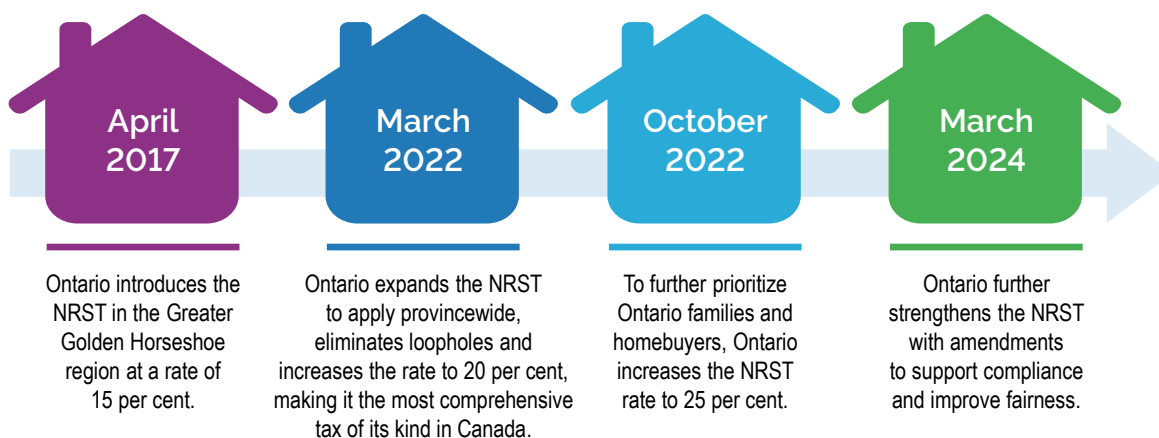 April
2017
Ontario introduces the
NRST in the Greater
Golden Horseshoe
region at a rate of
15 per cent.
March
2022
Ontario expands the NRST
to apply provincewide,
eliminates loopholes and
increases the rate to 20 per cent,
making it the most comprehensive
tax of its kind in Canada.
October
2022
To further prioritize
Ontario families and
homebuyers, Ontario
increases the NRST
rate to 25 per cent.
March
2024
Ontario further
strengthens the NRST
with amendments
to support compliance
and improve fairness.